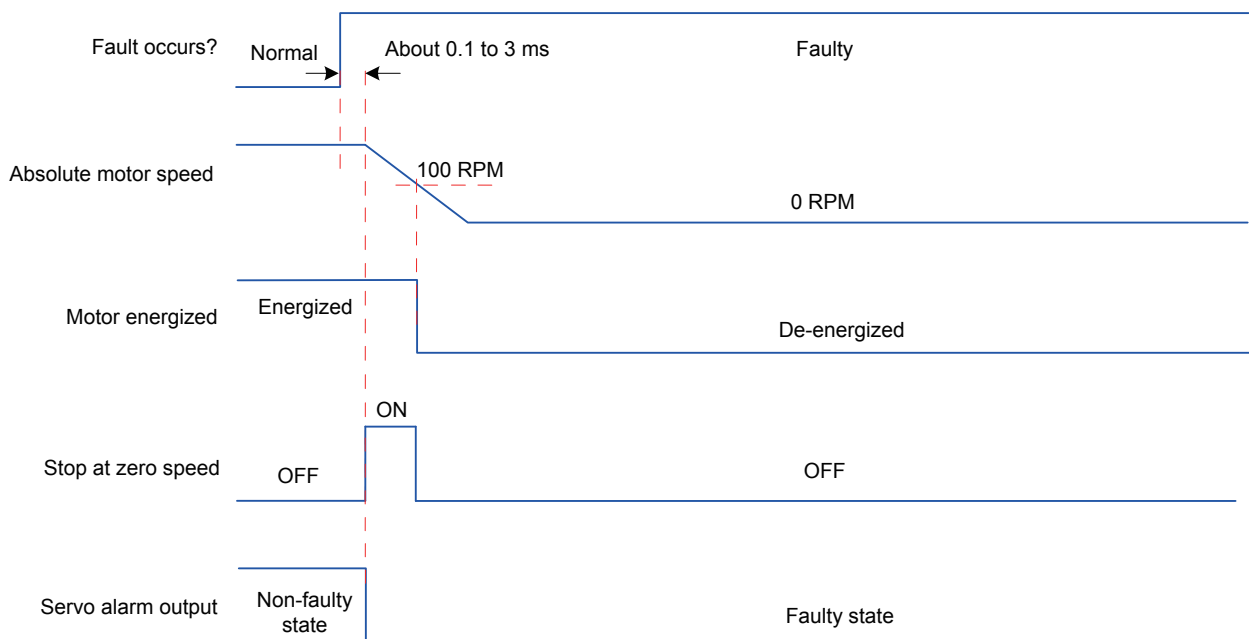 Fault occurs?
Normal
About 0.1 to 3 ms
Faulty
Absolute motor speed
100 RPM
0 RPM
Motor energized
Energized
De-energized
Stop at zero speed
OFF
ON
OFF
Servo alarm output
Non-faulty
state
Faulty state